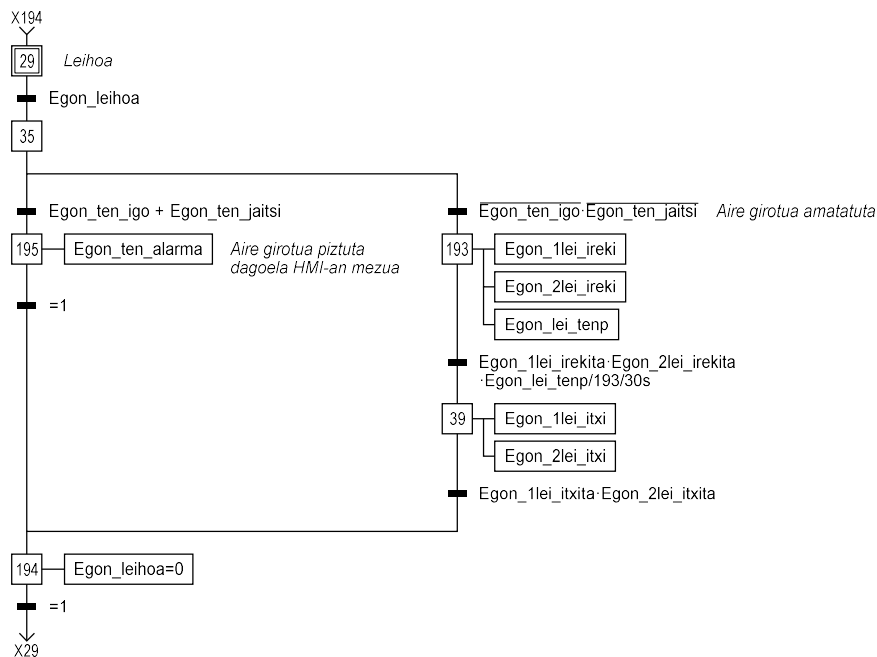 X194
29 Leihoa
Egon_leihoa
35
Egon_ten_igo + Egon_ten_jaitsi
Egon_ten_igo·Egon_ten_jaitsi Aire girotua amatatuta
195 Egon_ten_alarma
Aire girotua piztuta
dagoela HMI-an mezua
=1
193 Egon_1lei_ireki
Egon_2lei_ireki
Egon_lei_tenp
Egon_1lei_irekita·Egon_2lei_irekita
·Egon_lei_tenp/193/30s
39 Egon_1lei_itxi
Egon_2lei_itxi
Egon_1lei_itxita·Egon_2lei_itxita
194 Egon_leihoa=0
=1
X29